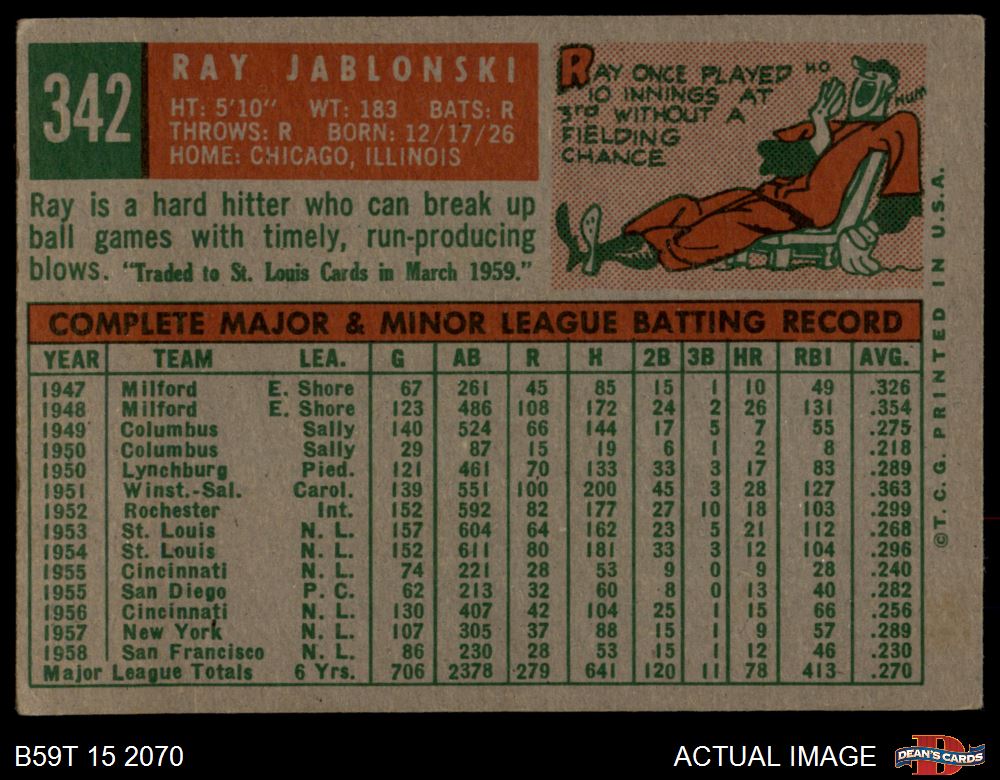 342
RAY JABLONSKI
HT: 5'10" WT: 183 BATS: R
THROWS: R BORN: 12/17/26
HOME: CHICAGO, ILLINOIS
RAY ONCE PLAYED
10 INNINGS AT
3RD WITHOUT A
FIELDING
CHANCE
HO
HUM
Ray is a hard hitter who can break up
ball games with timely, run-producing
blows. "Traded to St. Louis Cards in March 1959."
COMPLETE MAJOR & MINOR LEAGUE BATTING RECORD
YEAR TEAM LEA. G AB R H 2B 3B HR RBI AVG.
1947 Milford E. Shore 67 261 45 85 15 1 10 49 .326
1948 Milford E. Shore 123 486 108 172 24 2 26 131 .354
1949 Columbus Sally 140 524 66 144 17 5 7 55 .275
1950 Columbus Sally 29 87 15 19 6 1 2 8 .218
1950 Lynchburg Pied. 121 461 70 133 33 3 17 83 .289
1951 Winst.-Sal. Carol. 139 551 100 200 45 3 28 127 .363
1952 Rochester Int. 152 592 82 177 27 10 18 103 .299
1953 St. Louis N. L. 157 604 64 162 23 5 21 112 .268
1954 St. Louis N. L. 152 611 80 181 33 3 12 104 .296
1955 Cincinnati N. L. 74 221 28 53 9 0 9 28 .240
1955 San Diego P. C. 62 213 32 60 8 0 13 40 .282
1956 Cincinnati N. L. 130 407 42 104 25 1 15 66 .256
1957 New York N. L. 107 305 37 88 15 1 9 57 .289
1958 San Francisco N. L. 86 230 28 53 15 1 12 46 .230
Major League Totals 6 Yrs. 706 2378 279 641 120 11 78 413 .270
©T. C. G. PRINTED IN U.S.A.
B59T 15 2070
ACTUAL IMAGE
D
DEAN'S CARDS